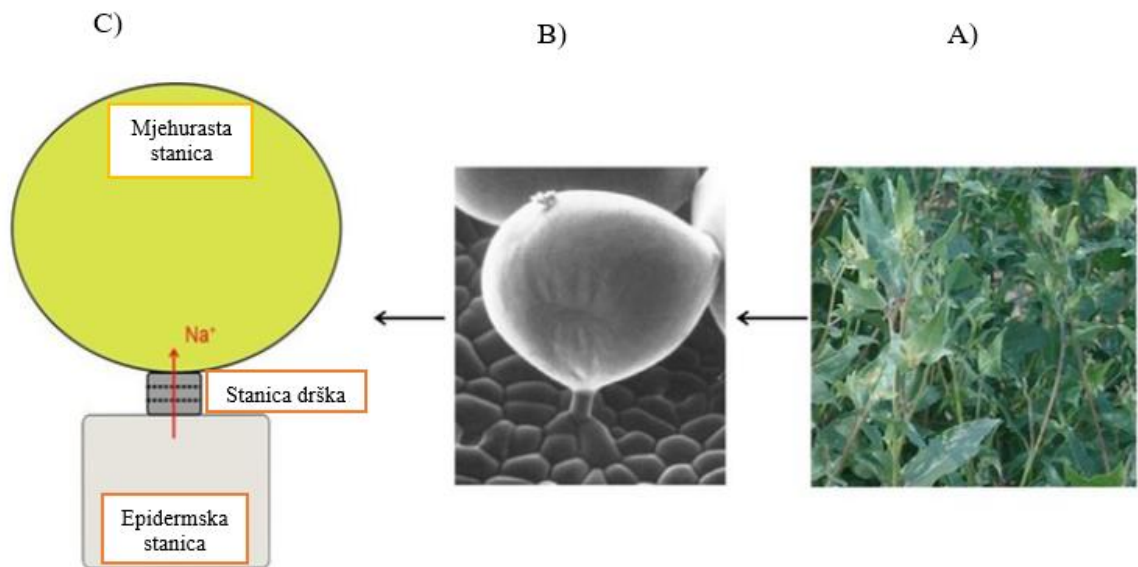 C)
B)
A)
Mjehurasta
stanica
Na⁺
Stanica drška
Epidermska
stanica